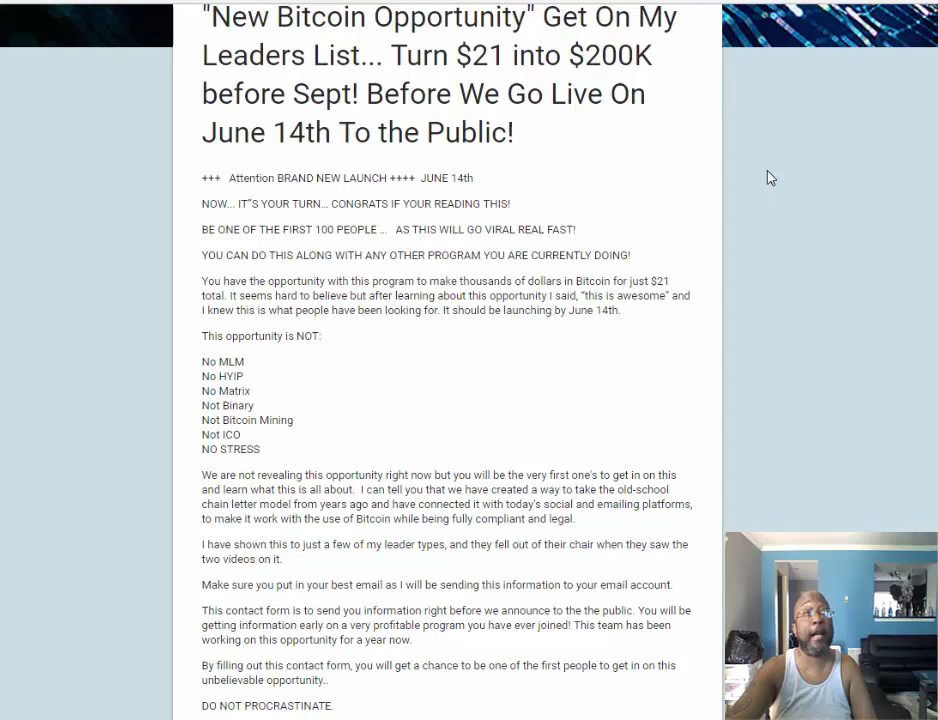 "New Bitcoin Opportunity" Get On My
Leaders List... Turn $21 into $200K
before Sept! Before We Go Live On
June 14th To the Public!
+++ Attention BRAND NEW LAUNCH ++++ JUNE 14th
NOW... IT"S YOUR TURN... CONGRATS IF YOUR READING THIS!
BE ONE OF THE FIRST 100 PEOPLE ... AS THIS WILL GO VIRAL REAL FAST!
YOU CAN DO THIS ALONG WITH ANY OTHER PROGRAM YOU ARE CURRENTLY DOING!
You have the opportunity with this program to make thousands of dollars in Bitcoin for just $21
total. It seems hard to believe but after learning about this opportunity I said, "this is awesome" and
I knew this is what people have been looking for. It should be launching by June 14th.
This opportunity is NOT:
No MLM
No HYIP
No Matrix
Not Binary
Not Bitcoin Mining
Not ICO
NO STRESS
We are not revealing this opportunity right now but you will be the very first one's to get in on this
and learn what this is all about. I can tell you that we have created a way to take the old-school
chain letter model from years ago and have connected it with today's social and emailing platforms,
to make it work with the use of Bitcoin while being fully compliant and legal.
I have shown this to just a few of my leader types, and they fell out of their chair when they saw the
two videos on it.
Make sure you put in your best email as I will be sending this information to your email account.
This contact form is to send you information right before we announce to the the public. You will be
getting information early on a very profitable program you have ever joined! This team has been
working on this opportunity for a year now.
By filling out this contact form, you will get a chance to be one of the first people to get in on this
unbelievable opportunity..
DO NOT PROCRASTINATE.